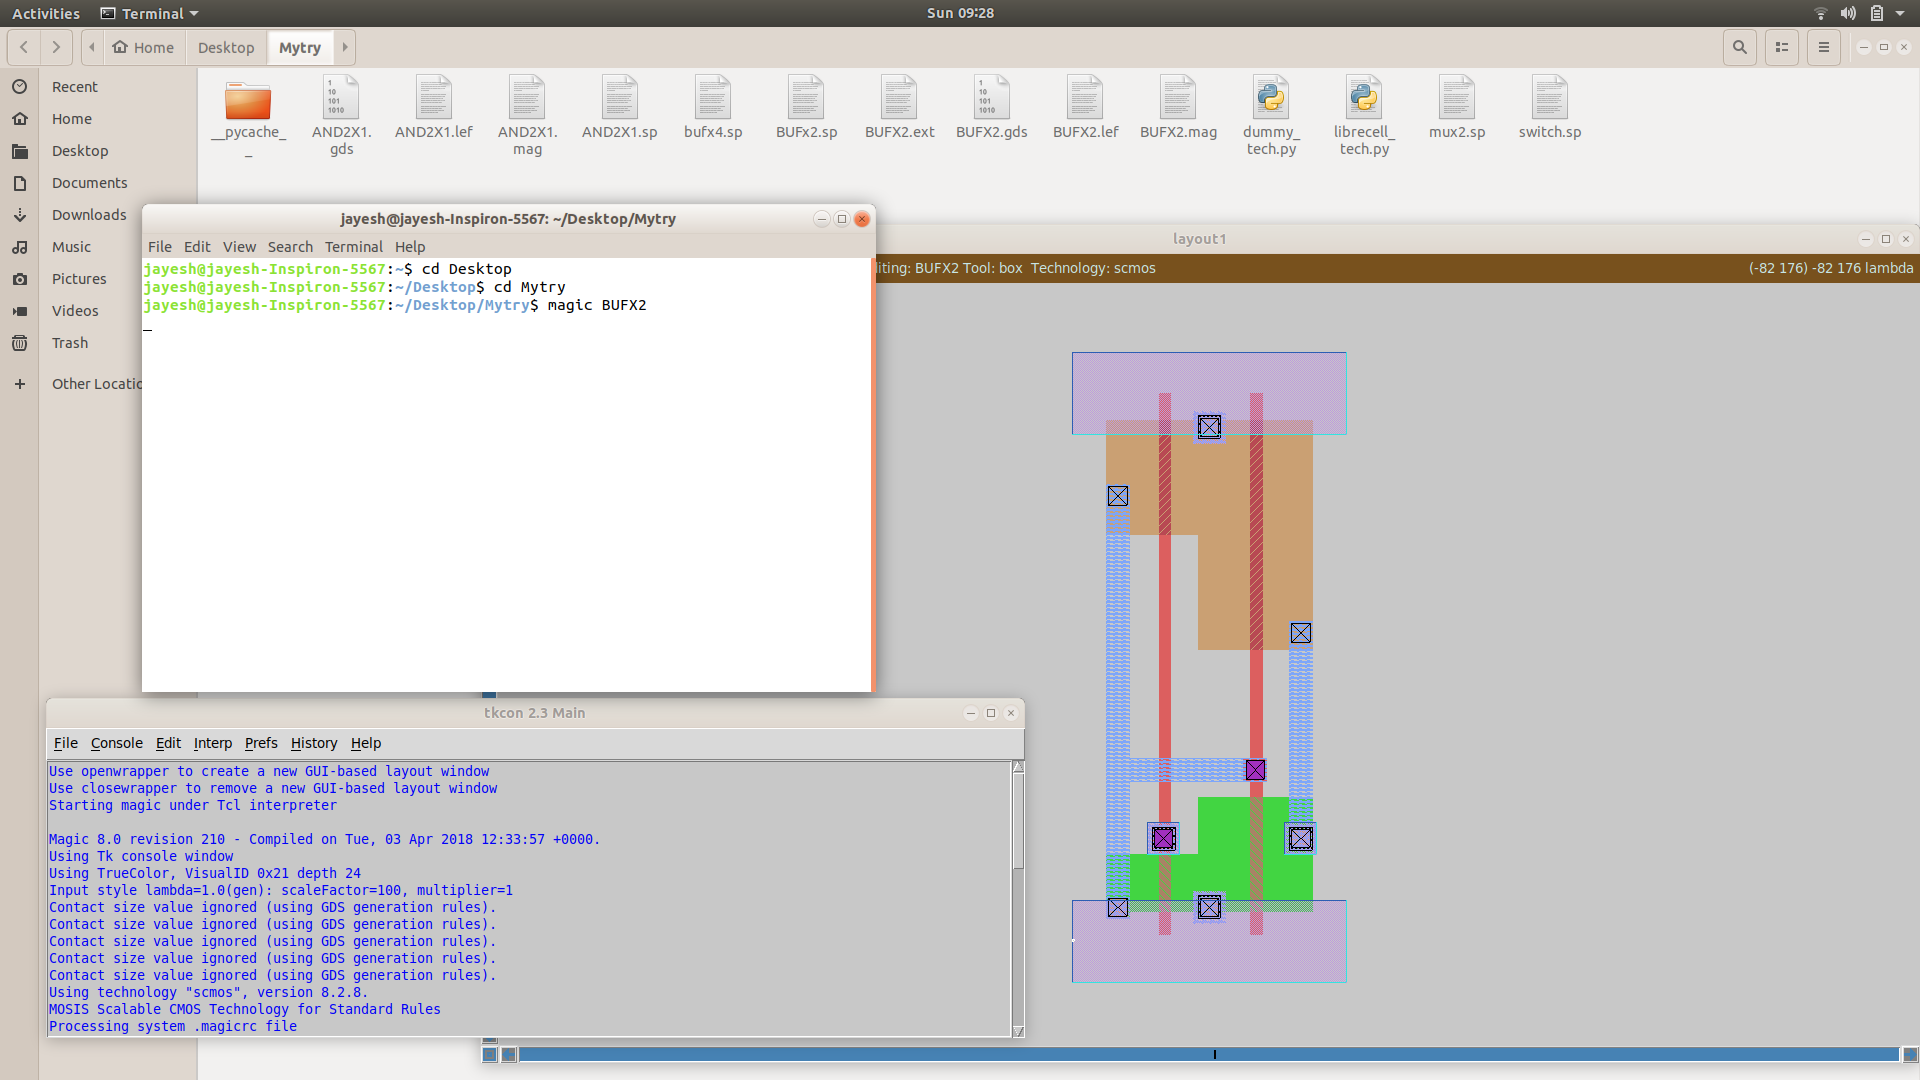 Activities
Terminal
Sun 09:28
Home
Desktop
Mytry
Recent
Home
Desktop
Documents
Downloads
Music
Pictures
Videos
Trash
Other Locatio
__pycache_
_
AND2X1.
gds
AND2X1.lef
AND2X1.
mag
AND2X1.sp
bufx4.sp
BUFx2.sp
BUFX2.ext
BUFX2.gds
BUFX2.lef
BUFX2.mag
dummy_
tech.py
librecell_
tech.py
mux2.sp
switch.sp
jayesh@jayesh-Inspiron-5567: ~/Desktop/Mytry
File Edit View Search Terminal Help
jayesh@jayesh-Inspiron-5567:~$ cd Desktop
jayesh@jayesh-Inspiron-5567:~/Desktop$ cd Mytry
jayesh@jayesh-Inspiron-5567:~/Desktop/Mytry$ magic BUFX2
layout1
iting: BUFX2 Tool: box Technology: scmos
(-82 176) -82 176 lambda
tkcon 2.3 Main
File Console Edit Interp Prefs History Help
Use openwrapper to create a new GUI-based layout window
Use closewrapper to remove a new GUI-based layout window
Starting magic under Tcl interpreter
Magic 8.0 revision 210 - Compiled on Tue, 03 Apr 2018 12:33:57 +0000.
Using Tk console window
Using TrueColor, VisualID 0x21 depth 24
Input style lambda=1.0(gen): scaleFactor=100, multiplier=1
Contact size value ignored (using GDS generation rules).
Contact size value ignored (using GDS generation rules).
Contact size value ignored (using GDS generation rules).
Contact size value ignored (using GDS generation rules).
Contact size value ignored (using GDS generation rules).
Using technology "scmos", version 8.2.8.
MOSIS Scalable CMOS Technology for Standard Rules
Processing system .magicrc file